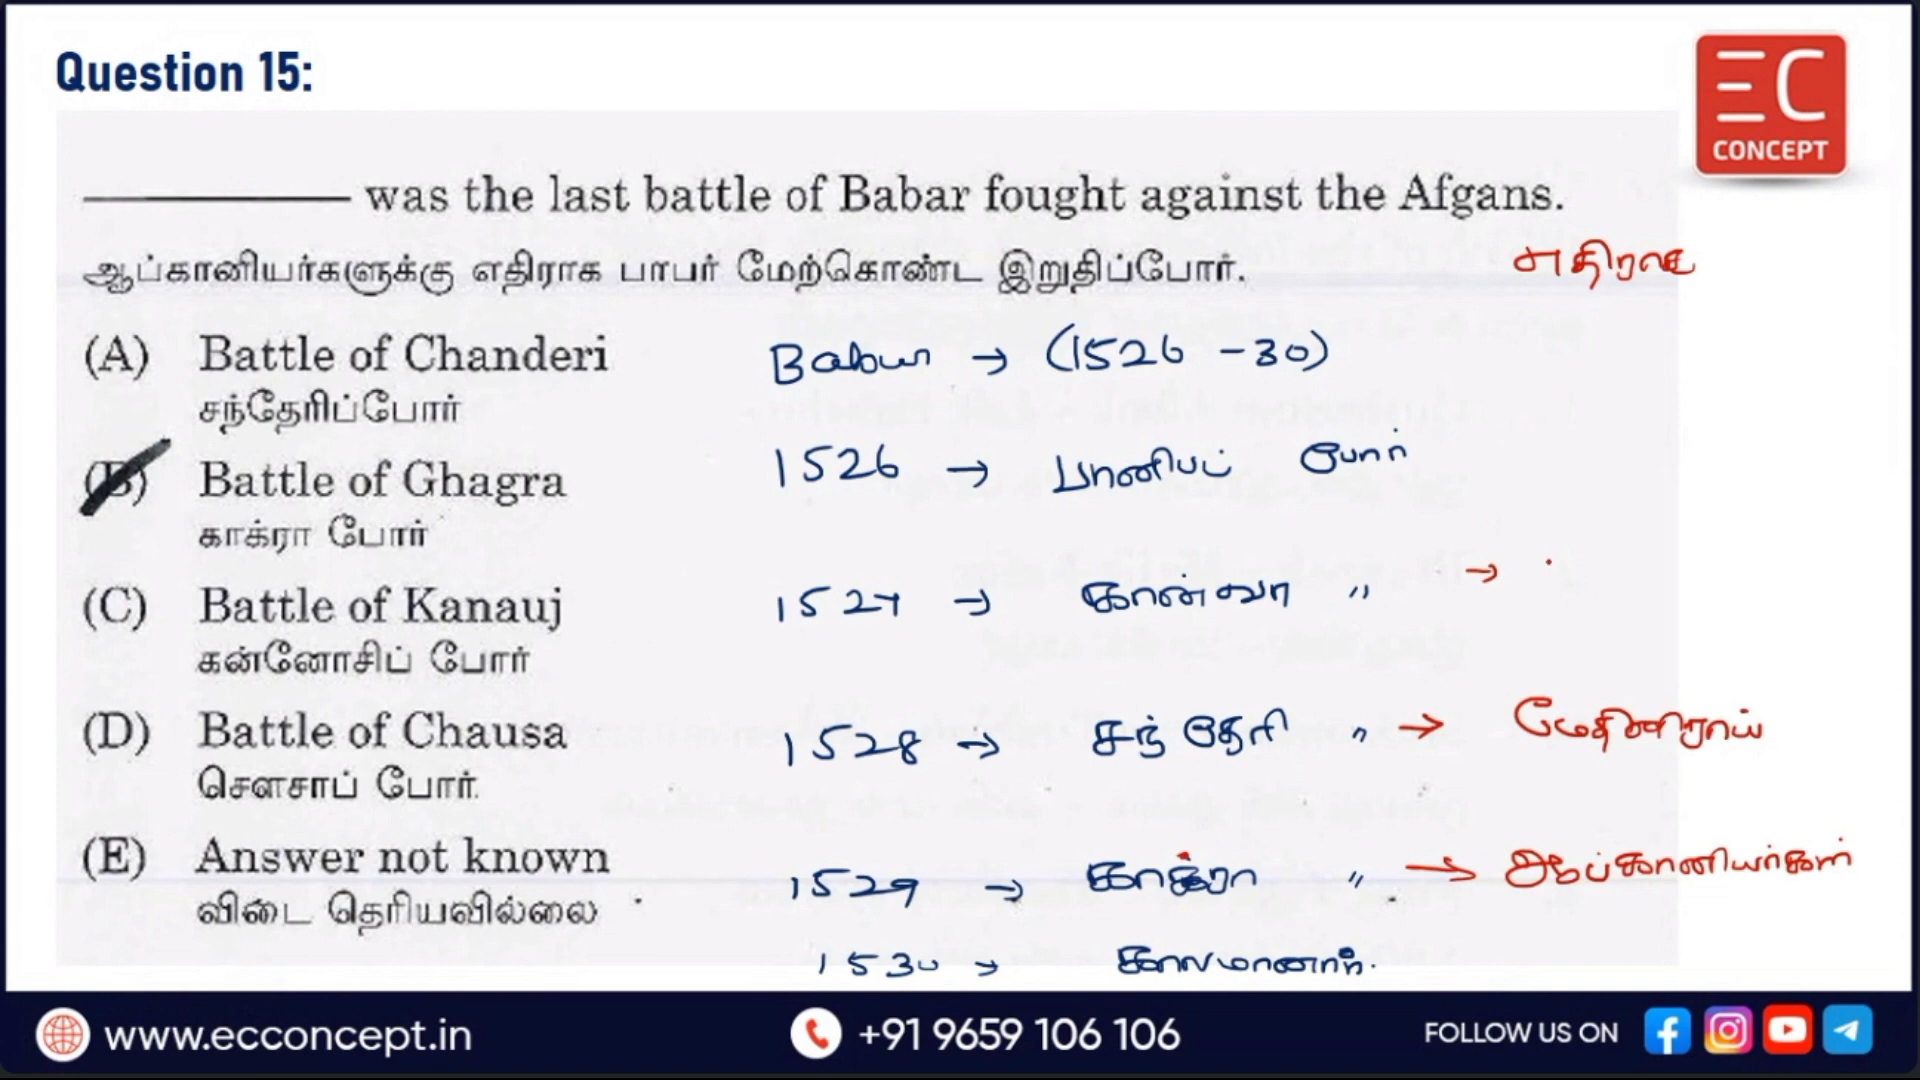 Question 15:
EC
CONCEPT
was the last battle of Babar fought against the Afgans.
ஆப்கானியர்களுக்கு எதிராக பாபர் மேற்கொண்ட இறுதிப்போர்.
(A) Battle of Chanderi
சந்தேரிப்போர்
(B) Battle of Ghagra
காக்ரா போர்
(C) Battle of Kanauj
கன்னோசிப் போர்
(D) Battle of Chausa
சௌசாப் போர்
(E) Answer not known
விடை தெரியவில்லை
Babur → (1526 - 30)
1526 → பானிபட் போர்
1527 → கான்வா " →
1528 → சந்தேரி " → மேதினிராய்
1529 → காக்ரா " → ஆப்கானியர்கள்
1530 → காலமானார்.
www.ecconcept.in
+91 9659 106 106
FOLLOW US ON